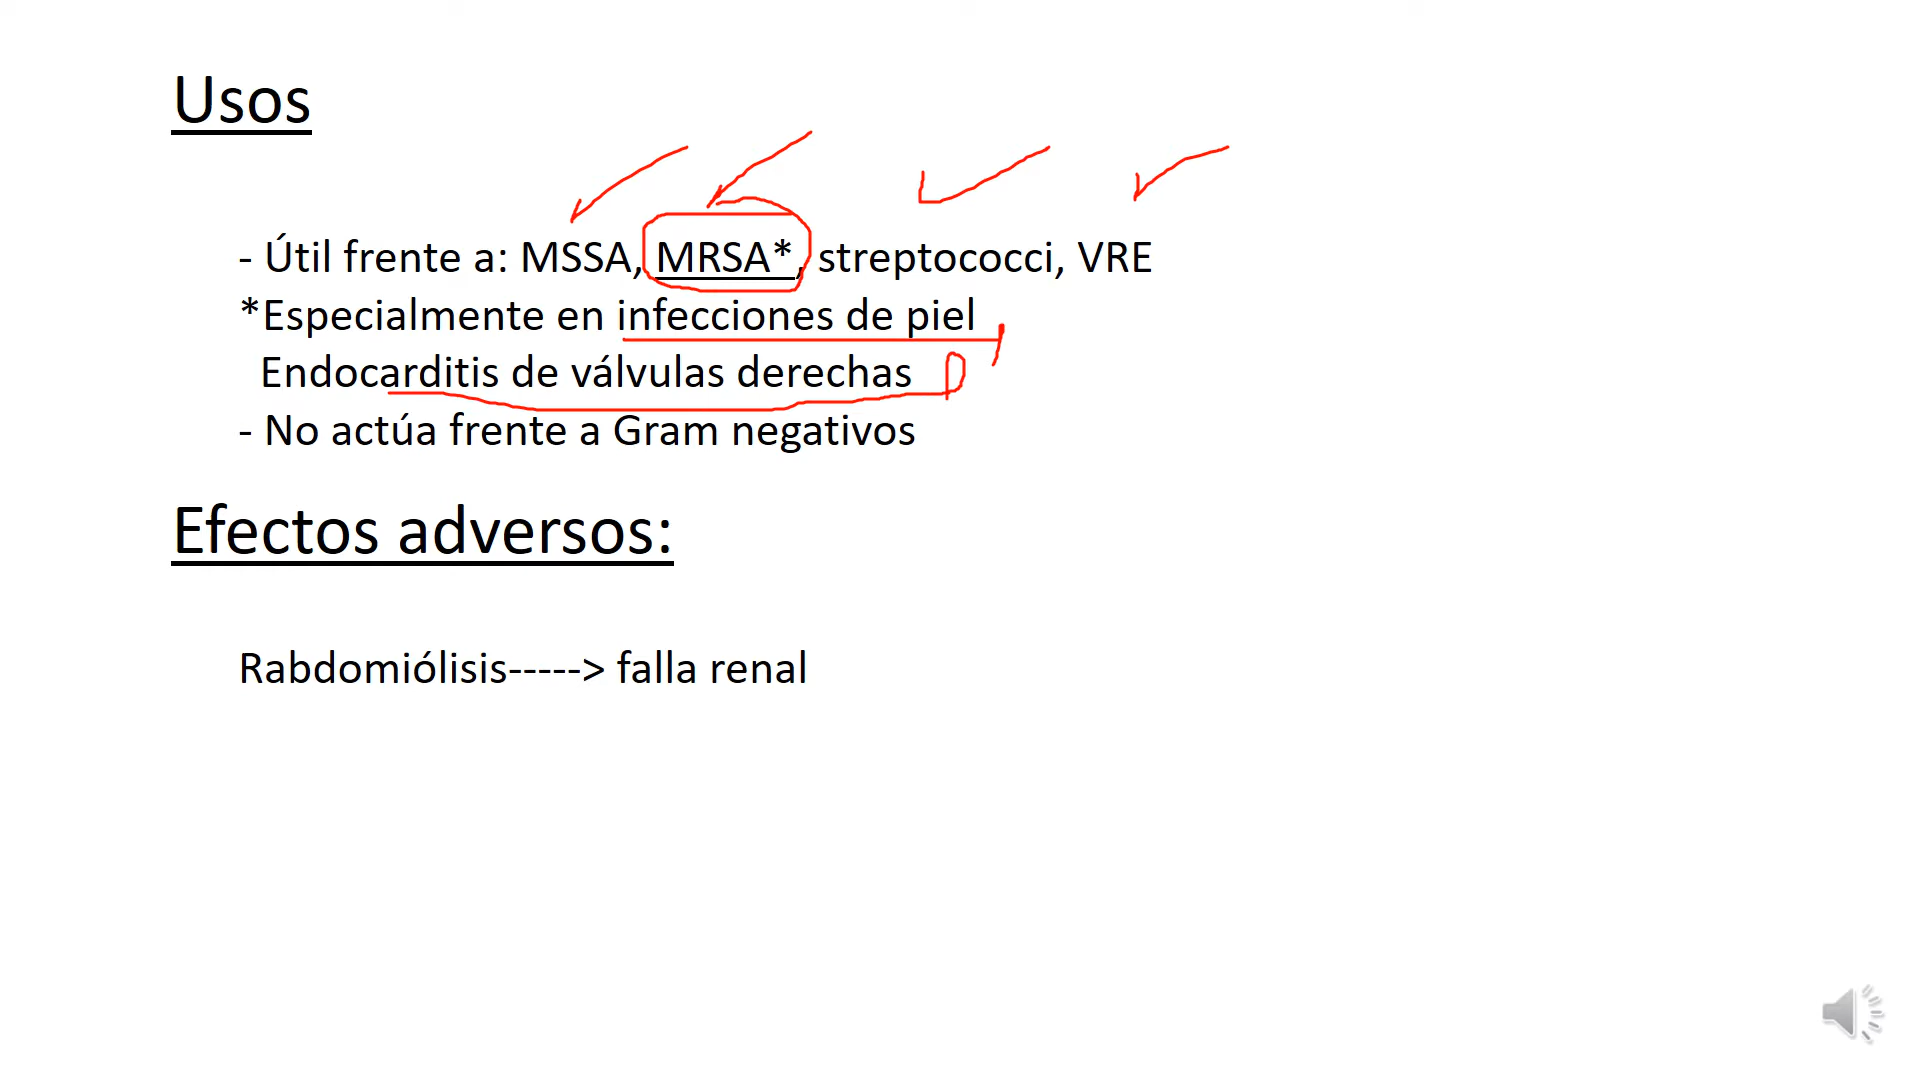 Usos
- Útil frente a: MSSA, MRSA*, streptococci, VRE
*Especialmente en infecciones de piel
Endocarditis de válvulas derechas
- No actúa frente a Gram negativos
Efectos adversos:
Rabdomiólisis-----> falla renal